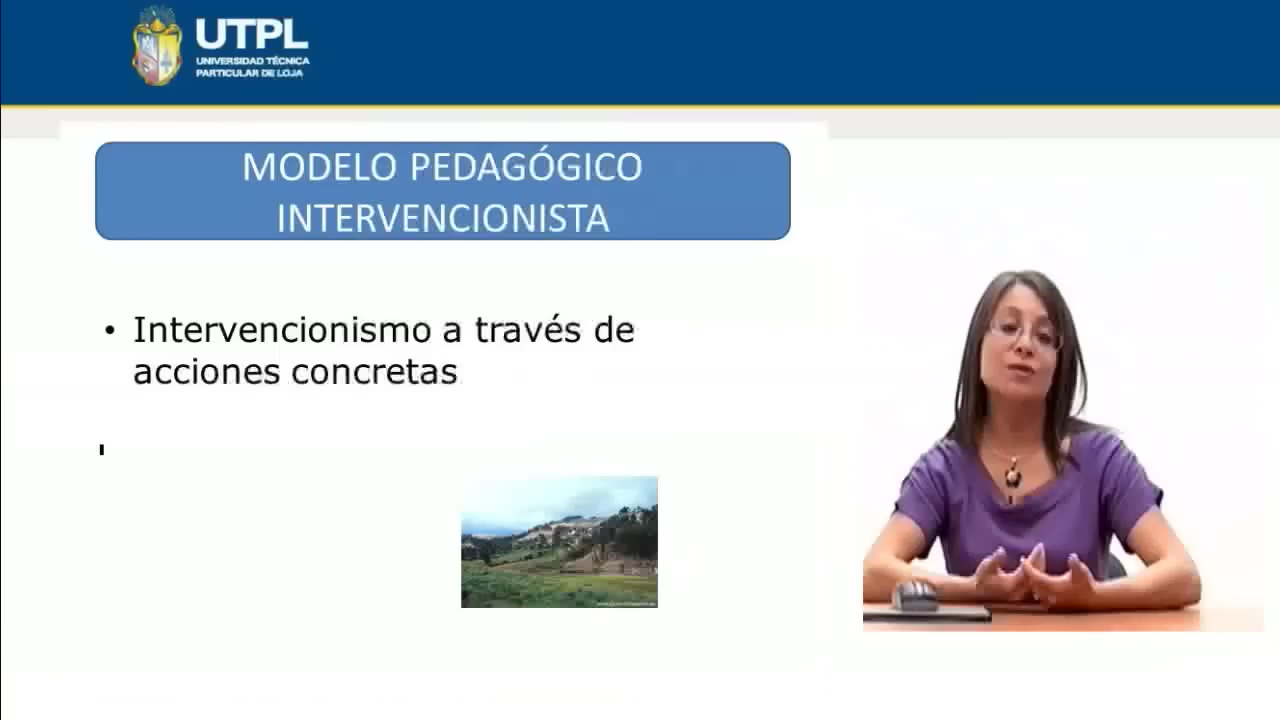 UTPL
UNIVERSIDAD TÉCNICA
PARTICULAR DE LOJA
MODELO PEDAGÓGICO
INTERVENCIONISTA
• Intervencionismo a través de
acciones concretas